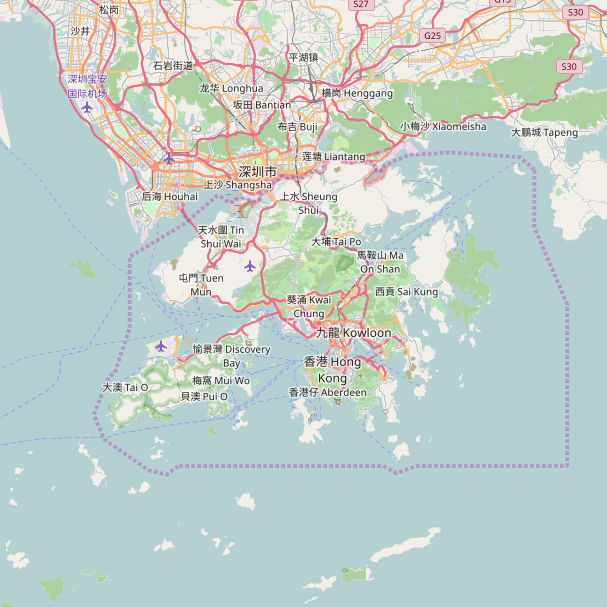 松岗
S27
G15
S30
沙井
G25
平湖镇
石岩街道
S30
深圳宝安
国际机场
龙华 Longhua
横岗 Henggang
坂田 Bantian
布吉 Buji
小梅沙 Xiaomeisha
大鹏城 Tapeng
莲塘 Liantang
深圳市
上沙 Shangsha
后海 Houhai
上水 Sheung
Shui
天水圍 Tin
Shui Wai
大埔 Tai Po
馬鞍山 Ma
On Shan
屯門 Tuen
Mun
葵涌 Kwai
Chung
西貢 Sai Kung
九龍 Kowloon
愉景灣 Discovery
Bay
香港 Hong
Kong
梅窩 Mui Wo
大澳 Tai O
貝澳 Pui O
香港仔 Aberdeen